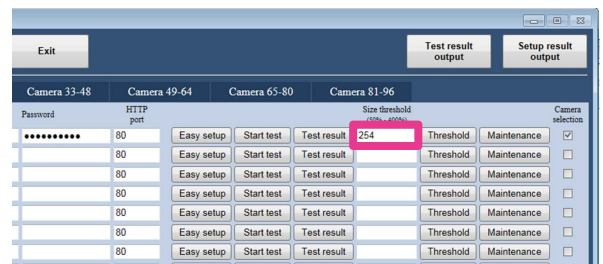 Exit
Test result
output
Setup result
output
Camera 33-48 Camera 49-64 Camera 65-80 Camera 81-96
Password HTTP port Size threshold (50% - 400%) Camera selection
●●●●●●●●●● 80 Easy setup Start test Test result 254 Threshold Maintenance
80 Easy setup Start test Test result Threshold Maintenance
80 Easy setup Start test Test result Threshold Maintenance
80 Easy setup Start test Test result Threshold Maintenance
80 Easy setup Start test Test result Threshold Maintenance
80 Easy setup Start test Test result Threshold Maintenance
80 Easy setup Start test Test result Threshold Maintenance